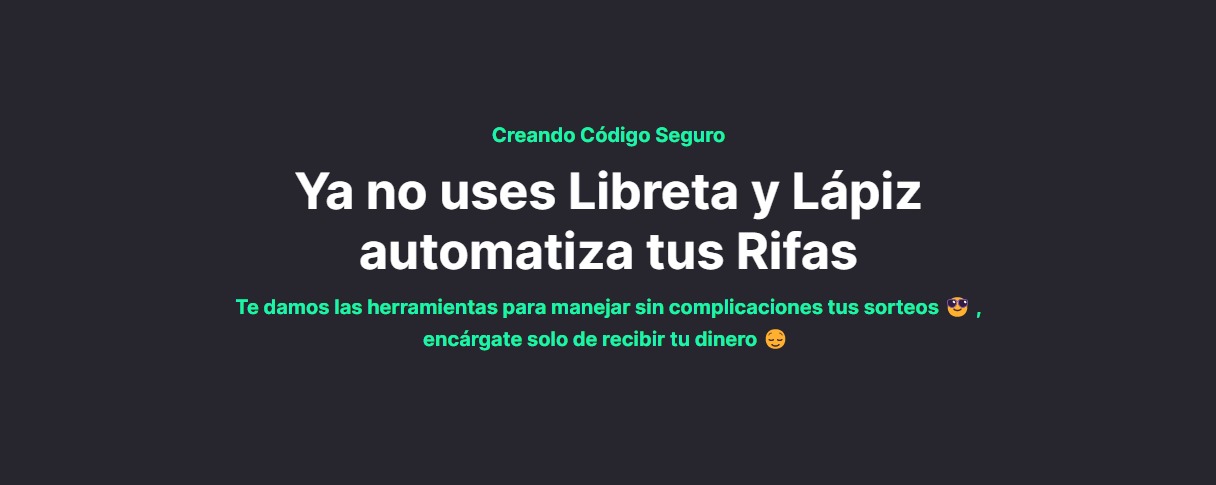 Creando Código Seguro
Ya no uses Libreta y Lápiz
automatiza tus Rifas
Te damos las herramientas para manejar sin complicaciones tus sorteos 😎 ,
encárgate solo de recibir tu dinero 😌